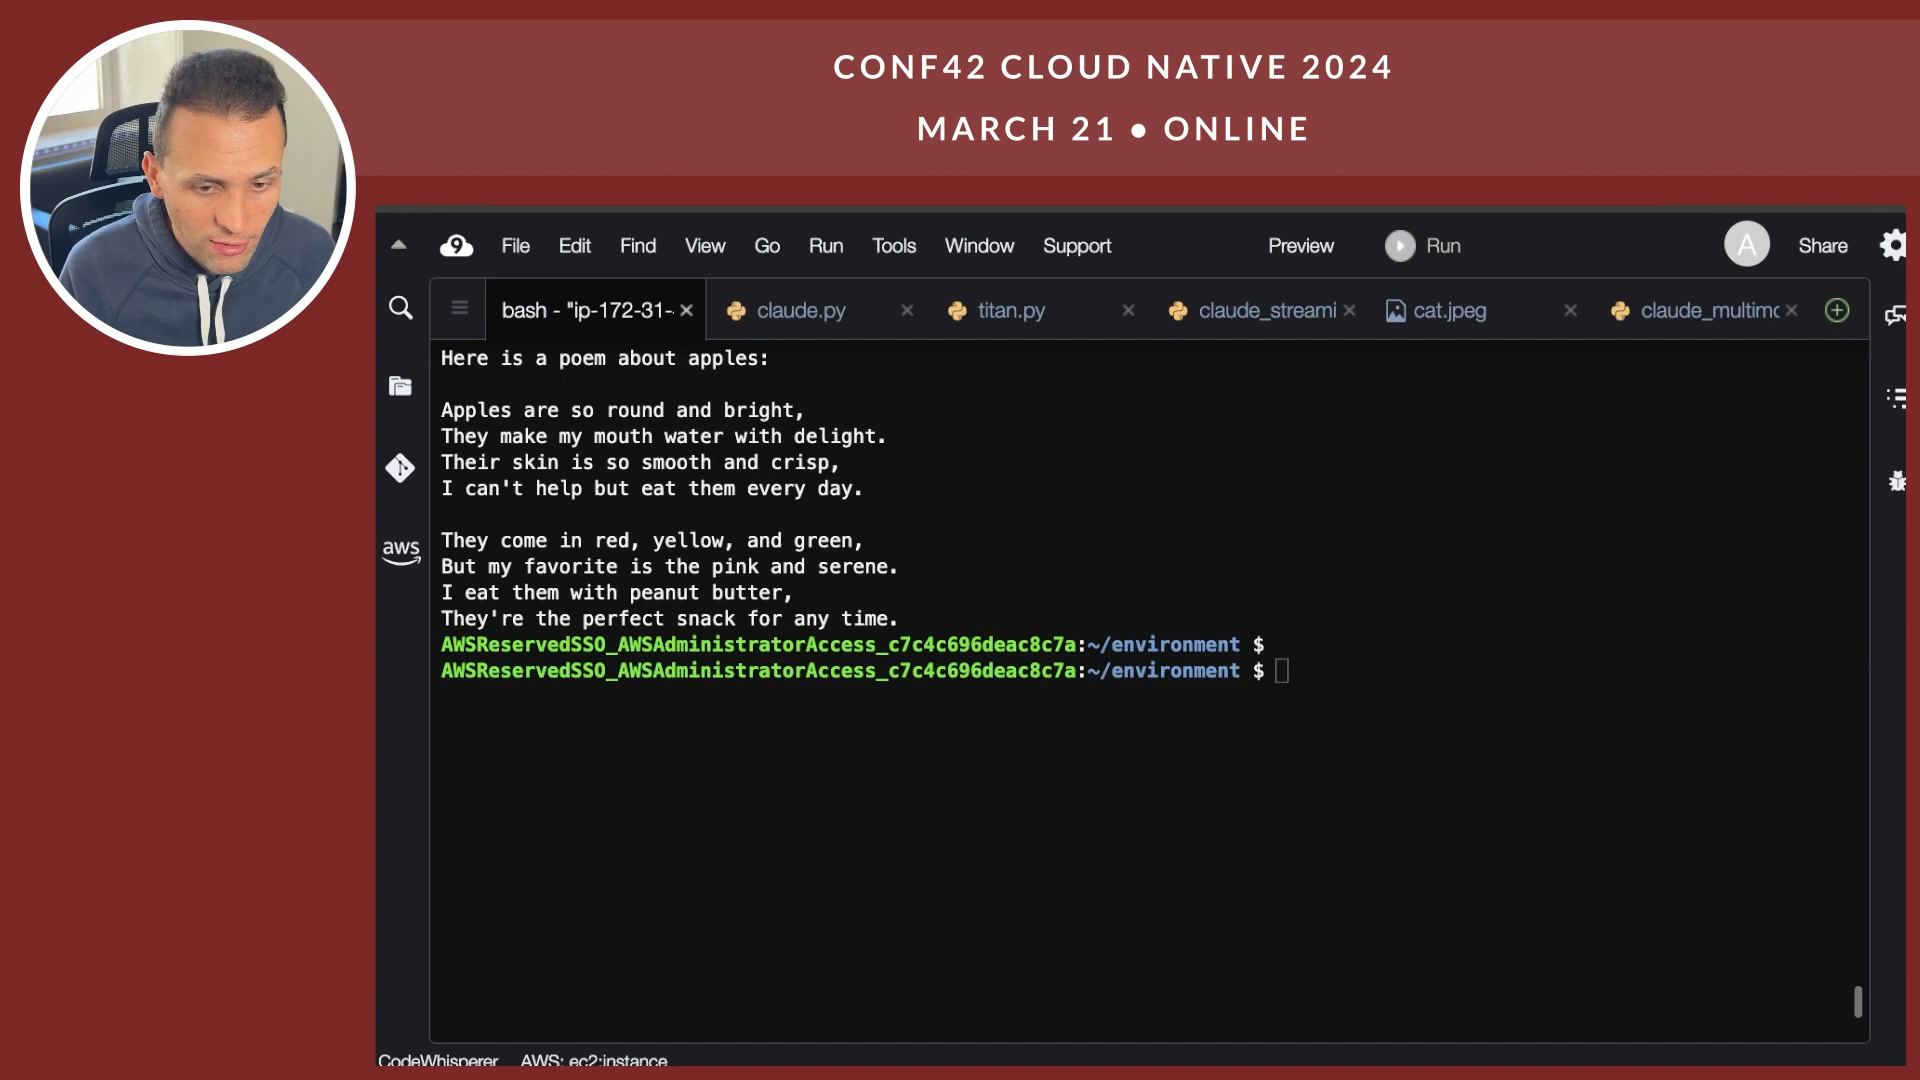 CONF42 CLOUD NATIVE 2024
MARCH 21 • ONLINE
9 File Edit Find View Go Run Tools Window Support Preview Run A Share
bash - "ip-172-31- claude.py titan.py claude_streami cat.jpeg claude_multimo
aws
Here is a poem about apples:
Apples are so round and bright,
They make my mouth water with delight.
Their skin is so smooth and crisp,
I can't help but eat them every day.
They come in red, yellow, and green,
But my favorite is the pink and serene.
I eat them with peanut butter,
They're the perfect snack for any time.
AWSReservedSSO_AWSAdministratorAccess_c7c4c696deac8c7a:~/environment $
AWSReservedSSO_AWSAdministratorAccess_c7c4c696deac8c7a:~/environment $
CodeWhisperer AWS: ec2:instance